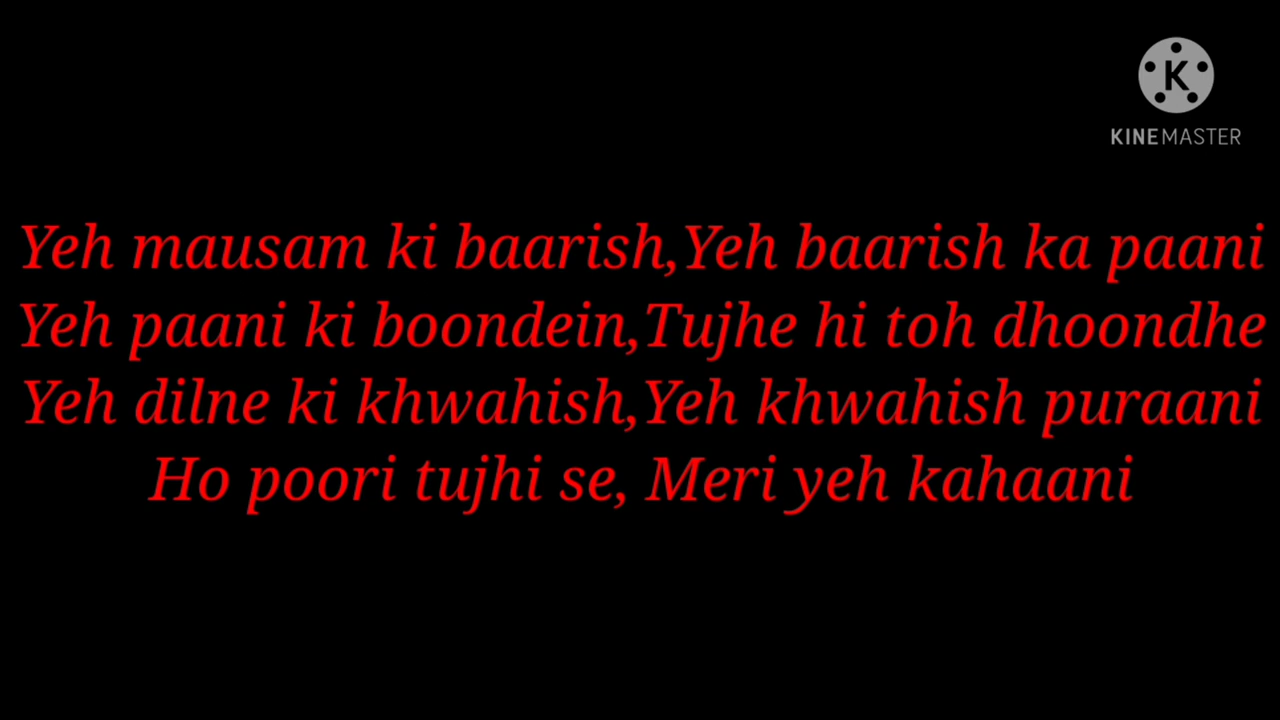 K
KINEMASTER
Yeh mausam ki baarish,Yeh baarish ka paani
Yeh paani ki boondein,Tujhe hi toh dhoondhe
Yeh dilne ki khwahish,Yeh khwahish puraani
Ho poori tujhi se, Meri yeh kahaani